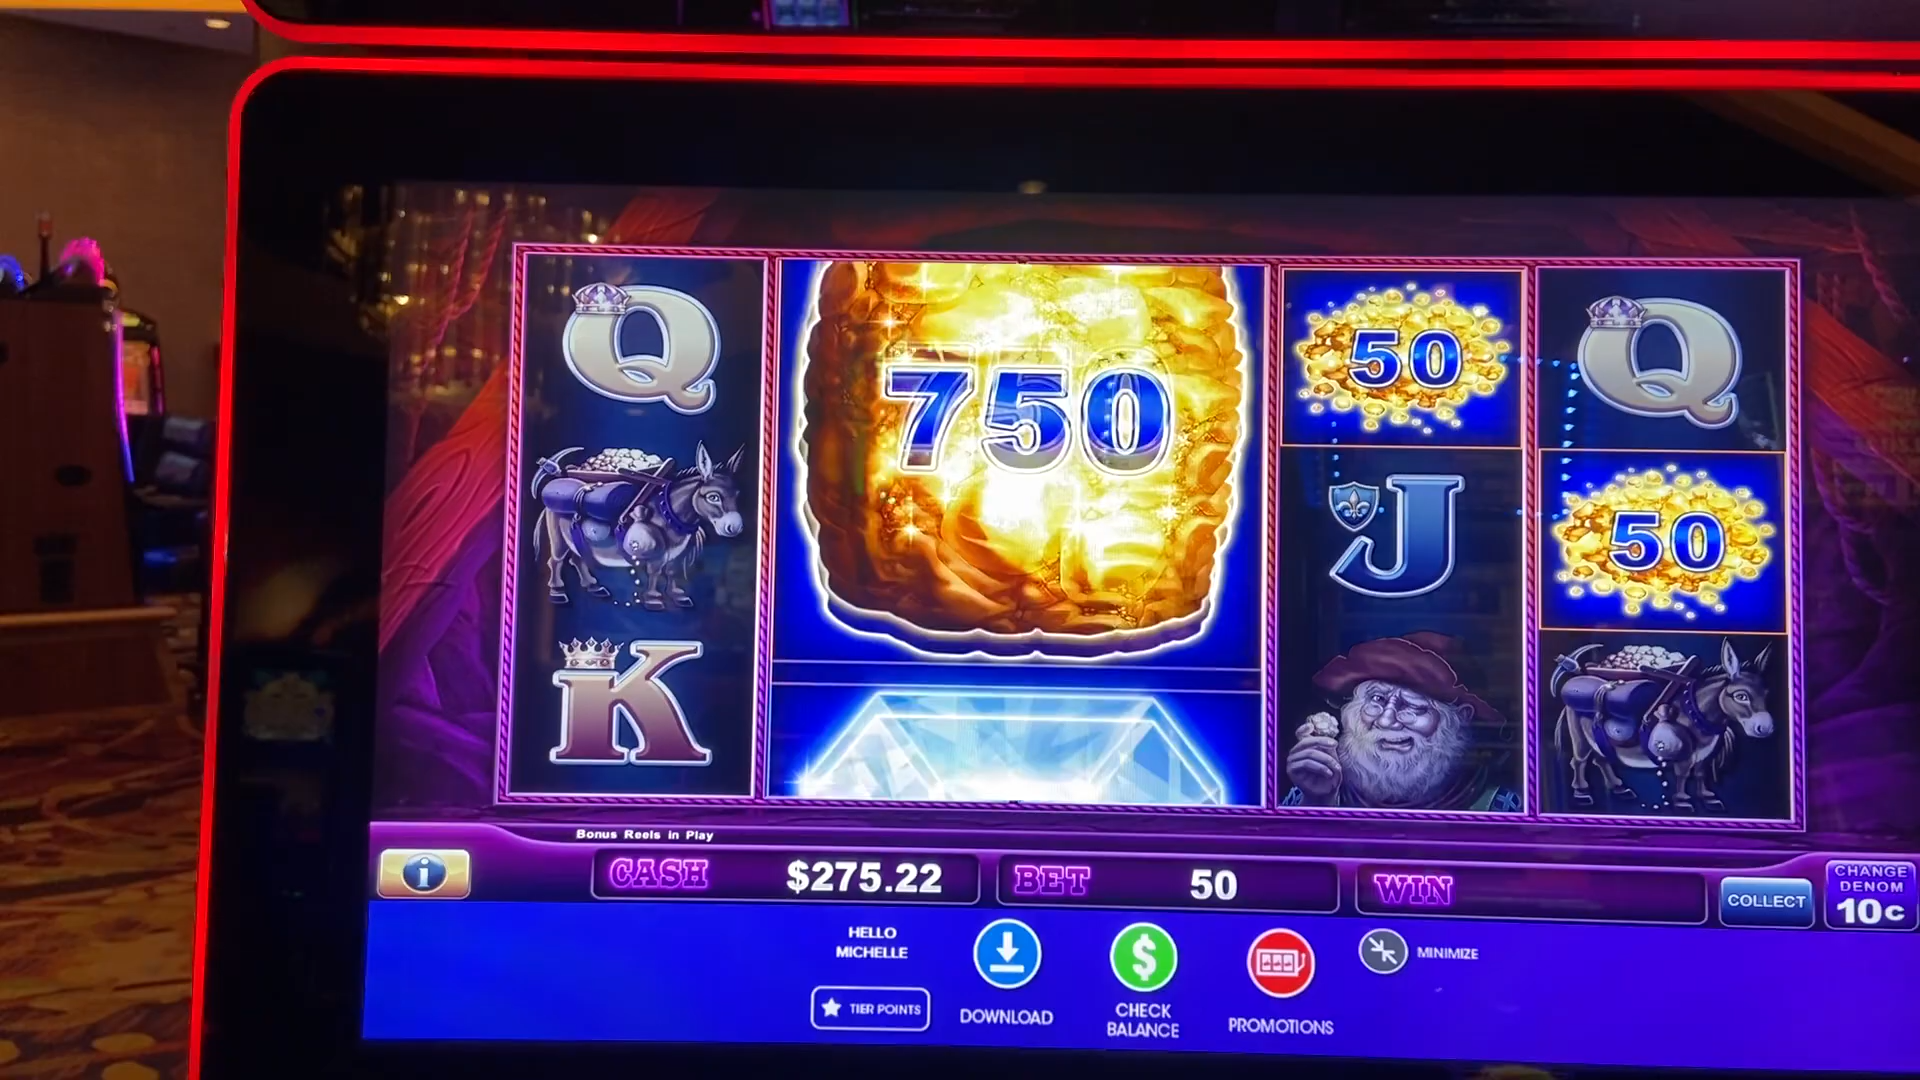 Q
750
50
Q
J
50
K
Bonus Reels in Play
CASH $275.22
BET 50
WIN
COLLECT
CHANGE
DENOM
10¢
HELLO
MICHELLE
TIER POINTS
DOWNLOAD
CHECK
BALANCE
PROMOTIONS
MINIMIZE